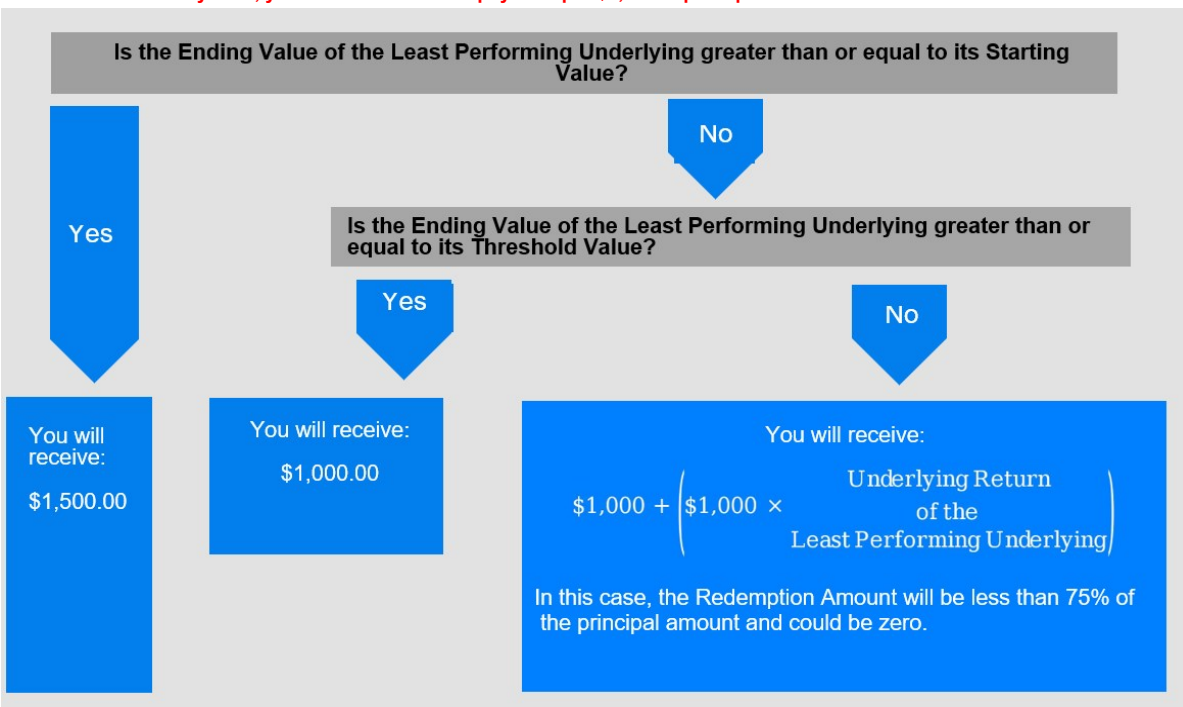 Is the Ending Value of the Least Performing Underlying greater than or equal to its Starting
Value?
No
Yes
Is the Ending Value of the Least Performing Underlying greater than or
equal to its Threshold Value?
Yes
No
You will
receive:
$1,500.00
You will receive:
$1,000.00
You will receive:
$1,000 + ($1,000 × Underlying Return
of the
Least Performing Underlying)
In this case, the Redemption Amount will be less than 75% of
the principal amount and could be zero.